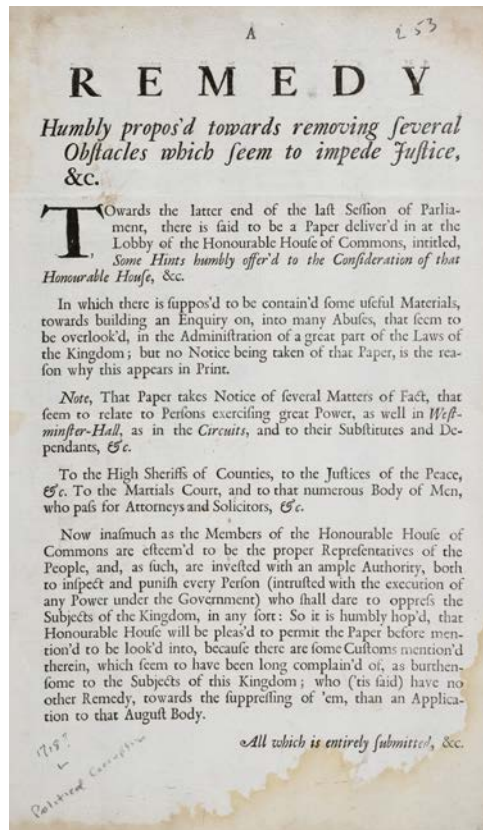 A
253
REMEDY
Humbly propos'd towards removing ſeveral
Obſtacles which ſeem to impede Juſtice,
&c.
TOwards the latter end of the laſt Seſſion of Parlia-
ment, there is ſaid to be a Paper deliver'd in at the
Lobby of the Honourable Houſe of Commons, intitled,
Some Hints humbly offer'd to the Conſideration of that
Honourable Houſe, &c.
In which there is ſuppos'd to be contain'd ſome uſeful Materials,
towards building an Enquiry on, into many Abuſes, that ſeem to
be overlook'd, in the Adminiſtration of a great part of the Laws of
the Kingdom; but no Notice being taken of that Paper, is the rea-
ſon why this appears in Print.
Note, That Paper takes Notice of ſeveral Matters of Fact, that
ſeem to relate to Perſons exerciſing great Power, as well in Weſt-
minſter-Hall, as in the Circuits, and to their Subſtitutes and De-
pendants, &c.
To the High Sheriffs of Counties, to the Juſtices of the Peace,
&c. To the Martials Court, and to that numerous Body of Men,
who paſs for Attorneys and Solicitors, &c.
Now inaſmuch as the Members of the Honourable Houſe of
Commons are eſteem'd to be the proper Repreſentatives of the
People, and, as ſuch, are inveſted with an ample Authority, both
to inſpect and puniſh every Perſon (intruſted with the execution of
any Power under the Government) who ſhall dare to oppreſs the
Subjects of the Kingdom, in any ſort: So it is humbly hop'd, that
Honourable Houſe will be pleas'd to permit the Paper before men-
tion'd to be look'd into, becauſe there are ſome Cuſtoms mention'd
therein, which ſeem to have been long complain'd of, as burthen-
ſome to the Subjects of this Kingdom; who ('tis ſaid) have no
other Remedy, towards the ſuppreſſing of 'em, than an Applica-
tion to that Auguſt Body.
All which is entirely ſubmitted, &c.
Political Corruption